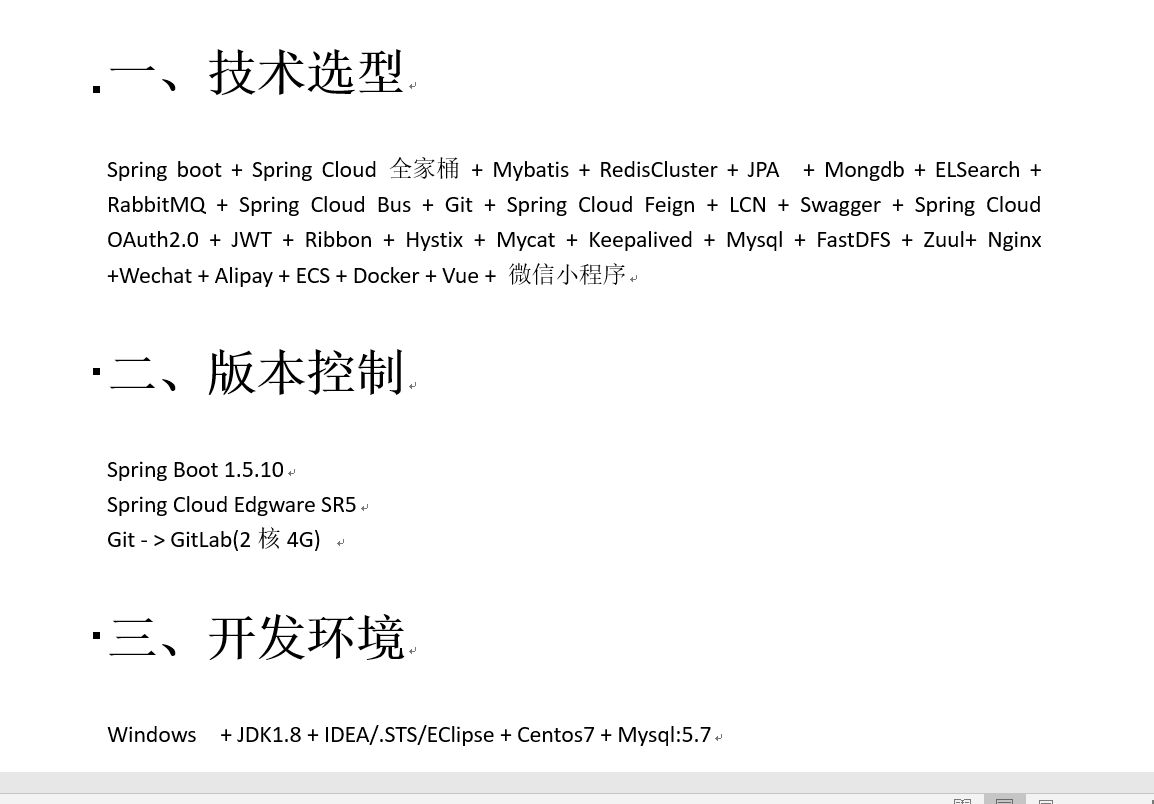 一、技术选型
Spring boot + Spring Cloud 全家桶 + Mybatis + RedisCluster + JPA + Mongdb + ELSearch +
RabbitMQ + Spring Cloud Bus + Git + Spring Cloud Feign + LCN + Swagger + Spring Cloud
OAuth2.0 + JWT + Ribbon + Hystix + Mycat + Keepalived + Mysql + FastDFS + Zuul+ Nginx
+Wechat + Alipay + ECS + Docker + Vue + 微信小程序
二、版本控制
Spring Boot 1.5.10
Spring Cloud Edgware SR5
Git - > GitLab(2 核 4G)
三、开发环境
Windows + JDK1.8 + IDEA/.STS/EClipse + Centos7 + Mysql:5.7